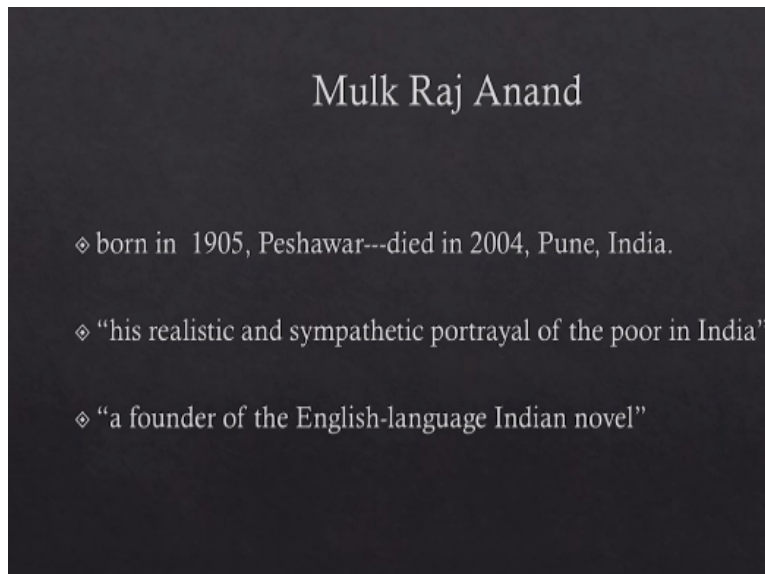 Mulk Raj Anand
born in 1905, Peshawar---died in 2004, Pune, India.
“his realistic and sympathetic portrayal of the poor in India”
“a founder of the English-language Indian novel”